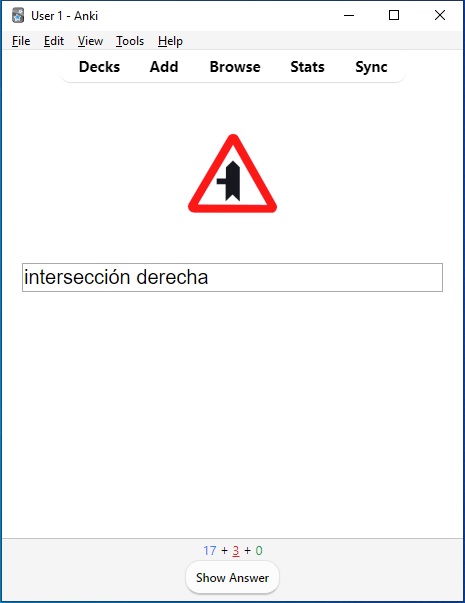 User 1 - Anki
File Edit View Tools Help
Decks Add Browse Stats Sync
intersección derecha
17 + 3 + 0
Show Answer